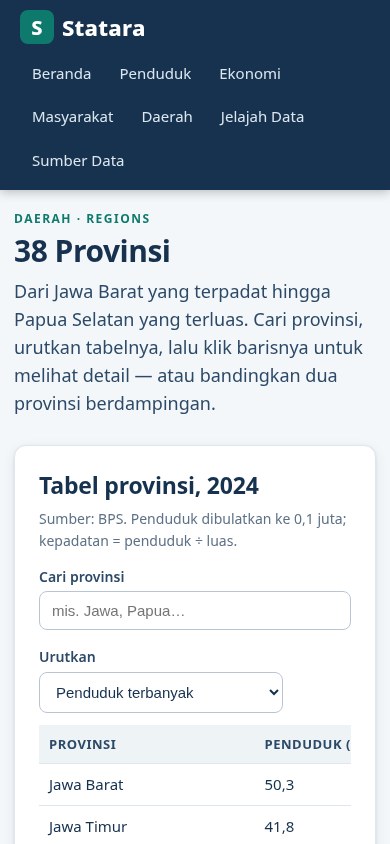 S Statara
Beranda Penduduk Ekonomi
Masyarakat Daerah Jelajah Data
Sumber Data
DAERAH · REGIONS
38 Provinsi
Dari Jawa Barat yang terpadat hingga
Papua Selatan yang terluas. Cari provinsi,
urutkan tabelnya, lalu klik barisnya untuk
melihat detail — atau bandingkan dua
provinsi berdampingan.
Tabel provinsi, 2024
Sumber: BPS. Penduduk dibulatkan ke 0,1 juta;
kepadatan = penduduk ÷ luas.
Cari provinsi
mis. Jawa, Papua…
Urutkan
Penduduk terbanyak
PROVINSI PENDUDUK (
Jawa Barat 50,3
Jawa Timur 41,8